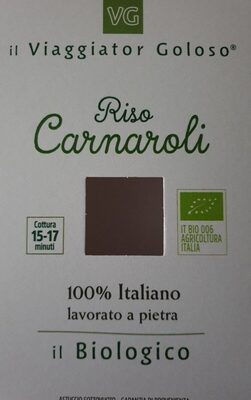 VG
il Viaggiator Goloso®
Riso
Carnaroli
Cottura
15-17
minuti
IT BIO 006
AGRICOLTURA
ITALIA
100% Italiano
lavorato a pietra
il Biologico